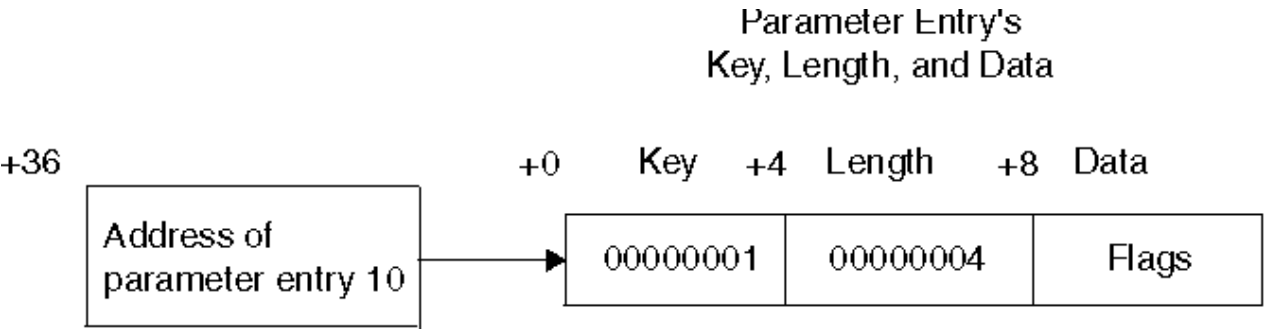 Parameter Entry's
Key, Length, and Data
+36 +0 Key +4 Length +8 Data
Address of
parameter entry 10
00000001 00000004 Flags